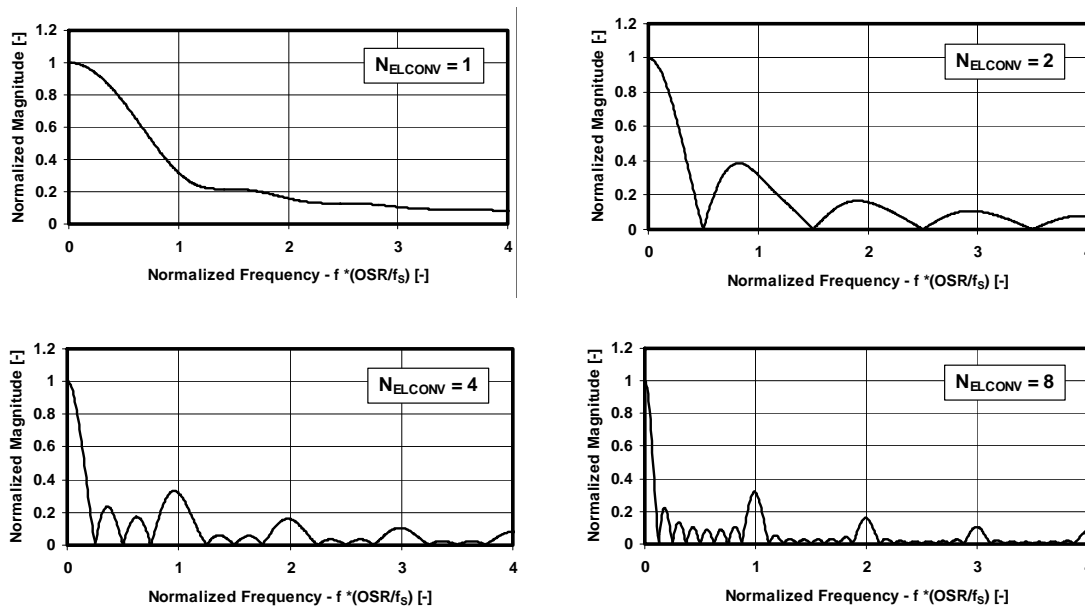 1.2
1
0.8
0.6
0.4
0.2
0
Normalized Magnitude [-]
N_ELCONV = 1
0 1 2 3 4
Normalized Frequency - f *(OSR/f_S) [-]
1.2
1
0.8
0.6
0.4
0.2
0
Normalized Magnitude [-]
N_ELCONV = 2
0 1 2 3 4
Normalized Frequency - f *(OSR/f_S) [-]
1.2
1
0.8
0.6
0.4
0.2
0
Normalized Magnitude [-]
N_ELCONV = 4
0 1 2 3 4
Normalized Frequency - f *(OSR/f_S) [-]
1.2
1
0.8
0.6
0.4
0.2
0
Normalized Magnitude [-]
N_ELCONV = 8
0 1 2 3 4
Normalized Frequency - f *(OSR/f_S) [-]